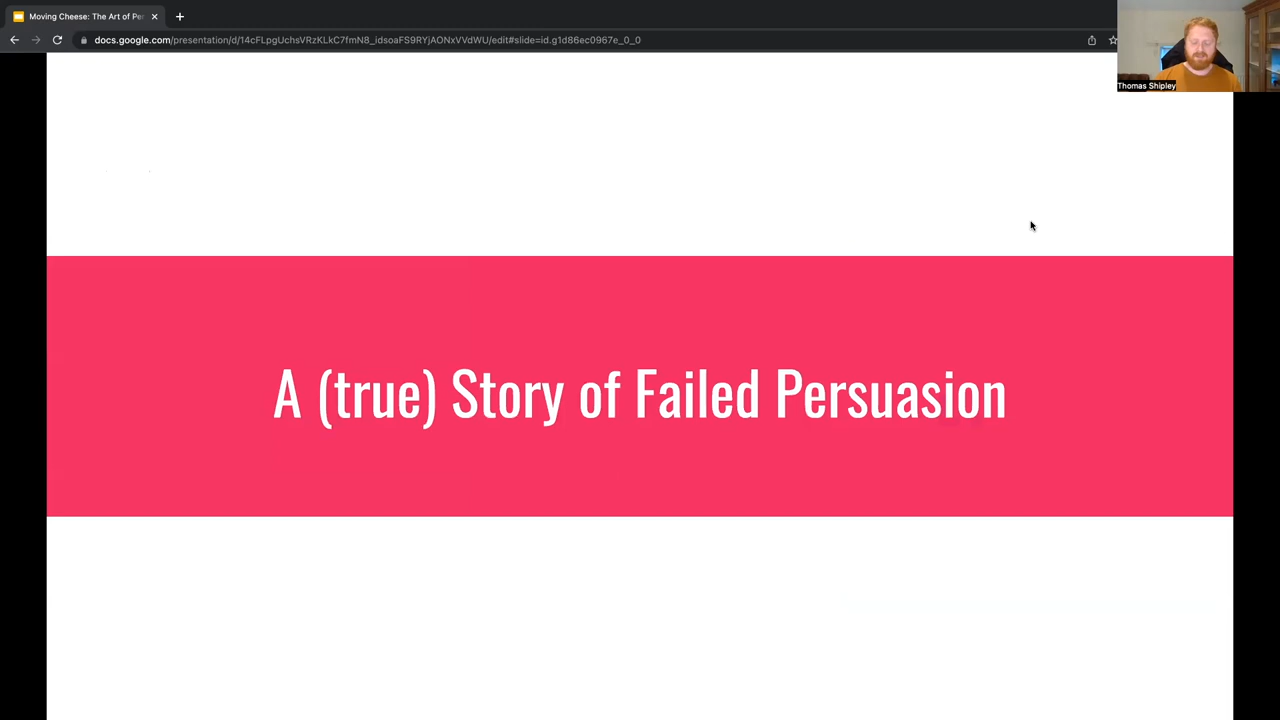 Moving Cheese: The Art of Pe
docs.google.com/presentation/d/14cFLpgUchsVRzKLkC7fmN8_idsoaFS9RYjAONxVVdWU/edit#slide=id.g1d86ec0967e_0_0
Thomas Shipley
A (true) Story of Failed Persuasion